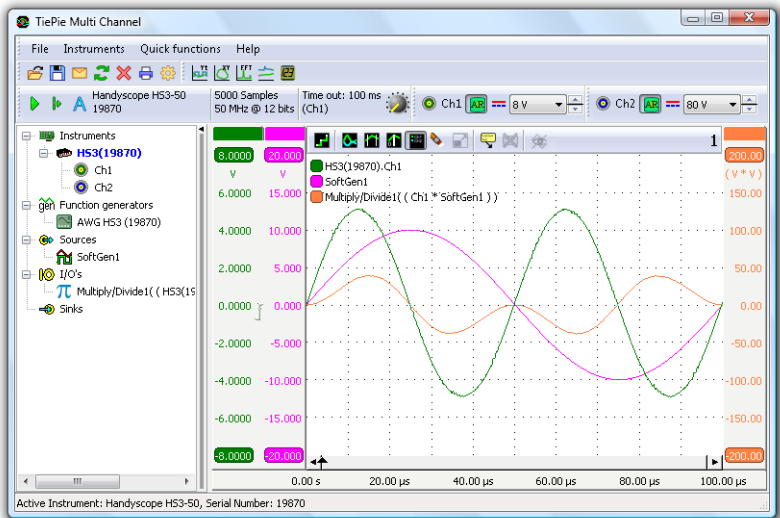 TiePie Multi Channel
File Instruments Quick functions Help
Yt XY FFT
Handyscope HS3-50
19870
5000 Samples
50 MHz @ 12 bits
Time out: 100 ms
(Ch1)
Ch1 AR 8 V
Ch2 AR 80 V
Instruments
HS3(19870)
Ch1
Ch2
gen Function generators
AWG HS3 (19870)
Sources
SoftGen1
I/O's
π Multiply/Divide1( ( HS3(19
Sinks
1
HS3(19870).Ch1
SoftGen1
Multiply/Divide1( ( Ch1 * SoftGen1 ) )
8.0000 20.000 200.00
V V ( V * V )
6.0000 15.000 150.00
4.0000 10.000 100.00
2.0000 5.000 50.00
0.0000 0.000 0.00
-2.0000 -5.000 -50.00
-4.0000 -10.000 -100.00
-6.0000 -15.000 -150.00
-8.0000 -20.000 -200.00
0.00 s 20.00 µs 40.00 µs 60.00 µs 80.00 µs 100.00 µs
Active Instrument: Handyscope HS3-50, Serial Number: 19870